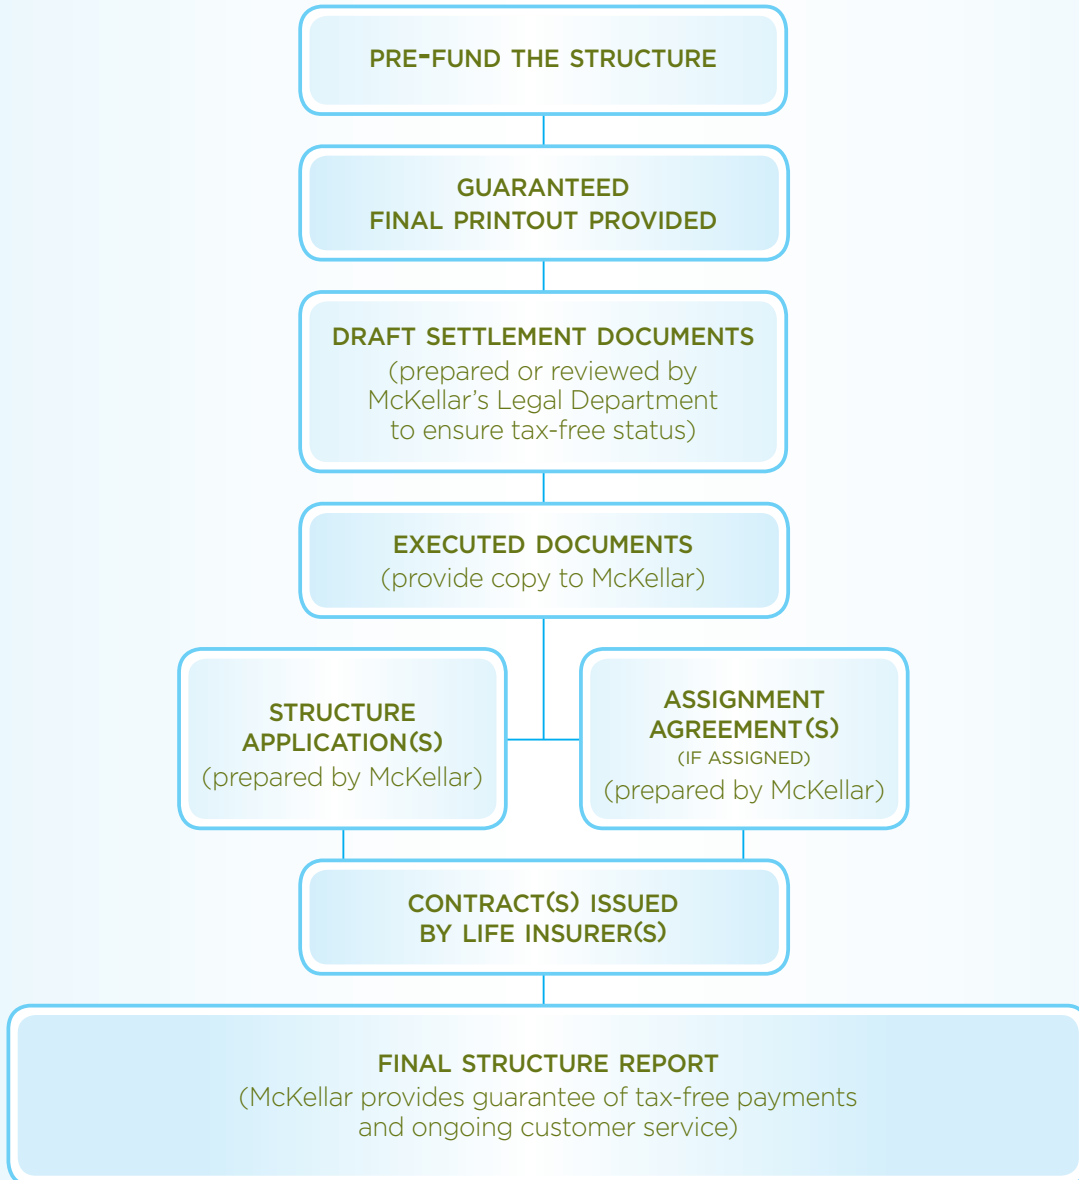 PRE-FUND THE STRUCTURE
GUARANTEED
FINAL PRINTOUT PROVIDED
DRAFT SETTLEMENT DOCUMENTS
(prepared or reviewed by
McKellar’s Legal Department
to ensure tax-free status)
EXECUTED DOCUMENTS
(provide copy to McKellar)
STRUCTURE
APPLICATION(S)
(prepared by McKellar)
ASSIGNMENT
AGREEMENT(S)
(IF ASSIGNED)
(prepared by McKellar)
CONTRACT(S) ISSUED
BY LIFE INSURER(S)
FINAL STRUCTURE REPORT
(McKellar provides guarantee of tax-free payments
and ongoing customer service)